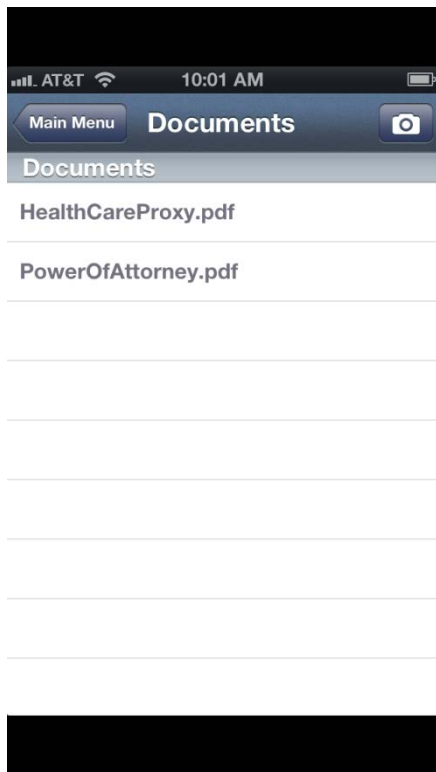 AT&T 10:01 AM
Main Menu Documents
Documents
HealthCareProxy.pdf
PowerOfAttorney.pdf